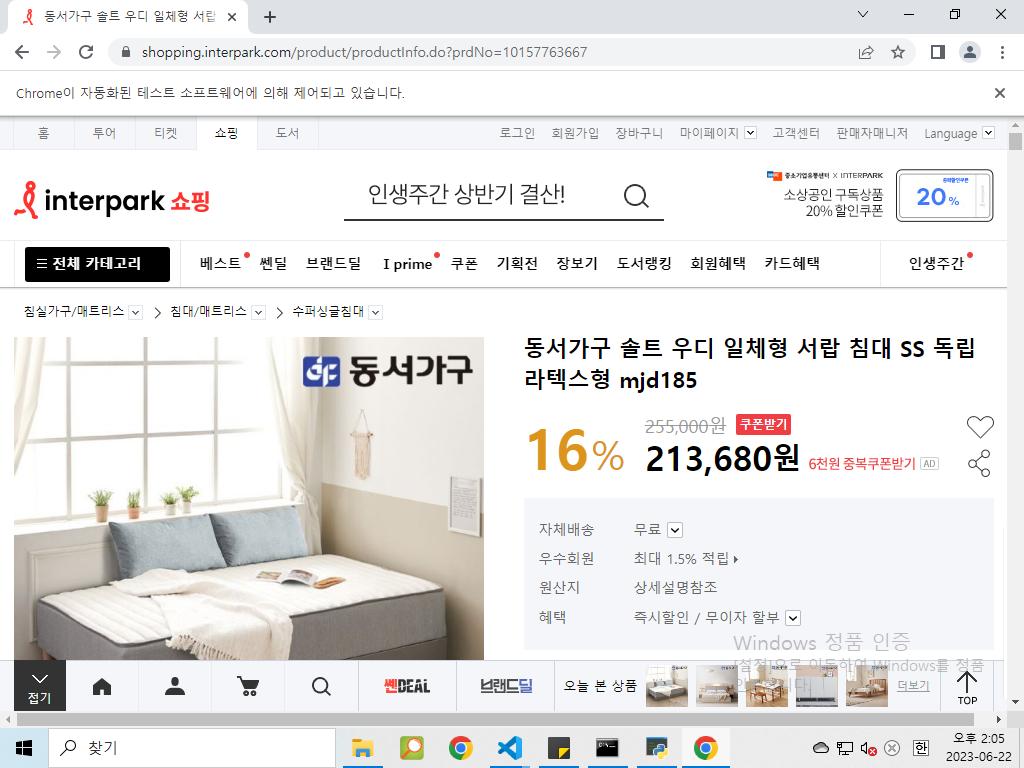 동서가구 솔트 우디 일체형 서랍
shopping.interpark.com/product/productInfo.do?prdNo=10157763667
Chrome이 자동화된 테스트 소프트웨어에 의해 제어되고 있습니다.
홈 투어 티켓 쇼핑 도서 로그인 회원가입 장바구니 마이페이지 고객센터 판매자매니저 Language
interpark 쇼핑
인생주간 상반기 결산!
중소기업유통센터 X INTERPARK
소상공인 구독상품
20% 할인쿠폰
20%
전체 카테고리 베스트 쎈딜 브랜드딜 I prime 쿠폰 기획전 장보기 도서랭킹 회원혜택 카드혜택 인생주간
침실가구/매트리스 침대/매트리스 수퍼싱글침대
동서가구
동서가구 솔트 우디 일체형 서랍 침대 SS 독립
라텍스형 mjd185
16%
255,000원 쿠폰받기
213,680원 6천원 중복쿠폰받기 AD
자체배송 무료
우수회원 최대 1.5% 적립
원산지 상세설명참조
혜택 즉시할인 / 무이자 할부
Windows 정품 인증
[설정]으로 이동하여 Windows를 정품
접기
쎈DEAL
브랜드딜
오늘 본 상품
더보기
TOP
찾기
한
오후 2:05
2023-06-22